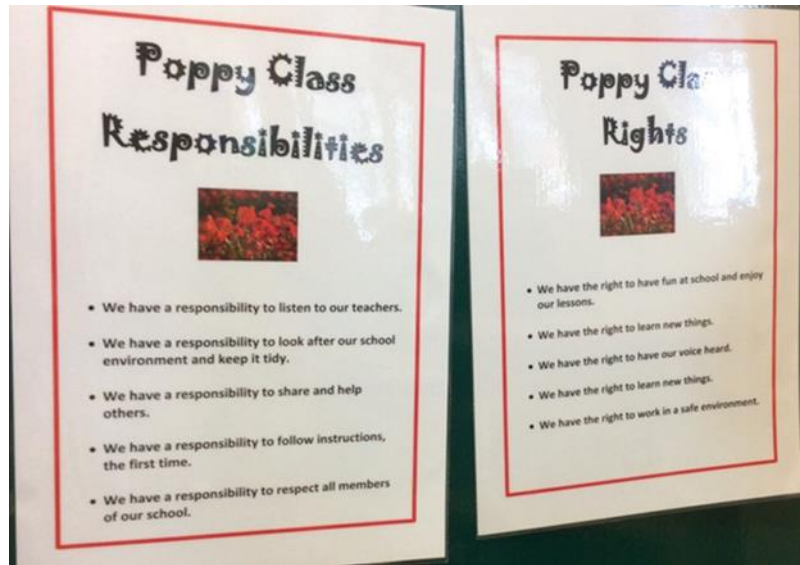 Poppy Class
Responsibilities
• We have a responsibility to listen to our teachers.
• We have a responsibility to look after our school
environment and keep it tidy.
• We have a responsibility to share and help
others.
• We have a responsibility to follow instructions,
the first time.
• We have a responsibility to respect all members
of our school.
Poppy
Rights
• We have the right to have fun at school and enjoy
our lessons.
• We have the right to learn new things.
• We have the right to have our voice heard.
• We have the right to learn new things.
• We have the right to work in a safe environment.